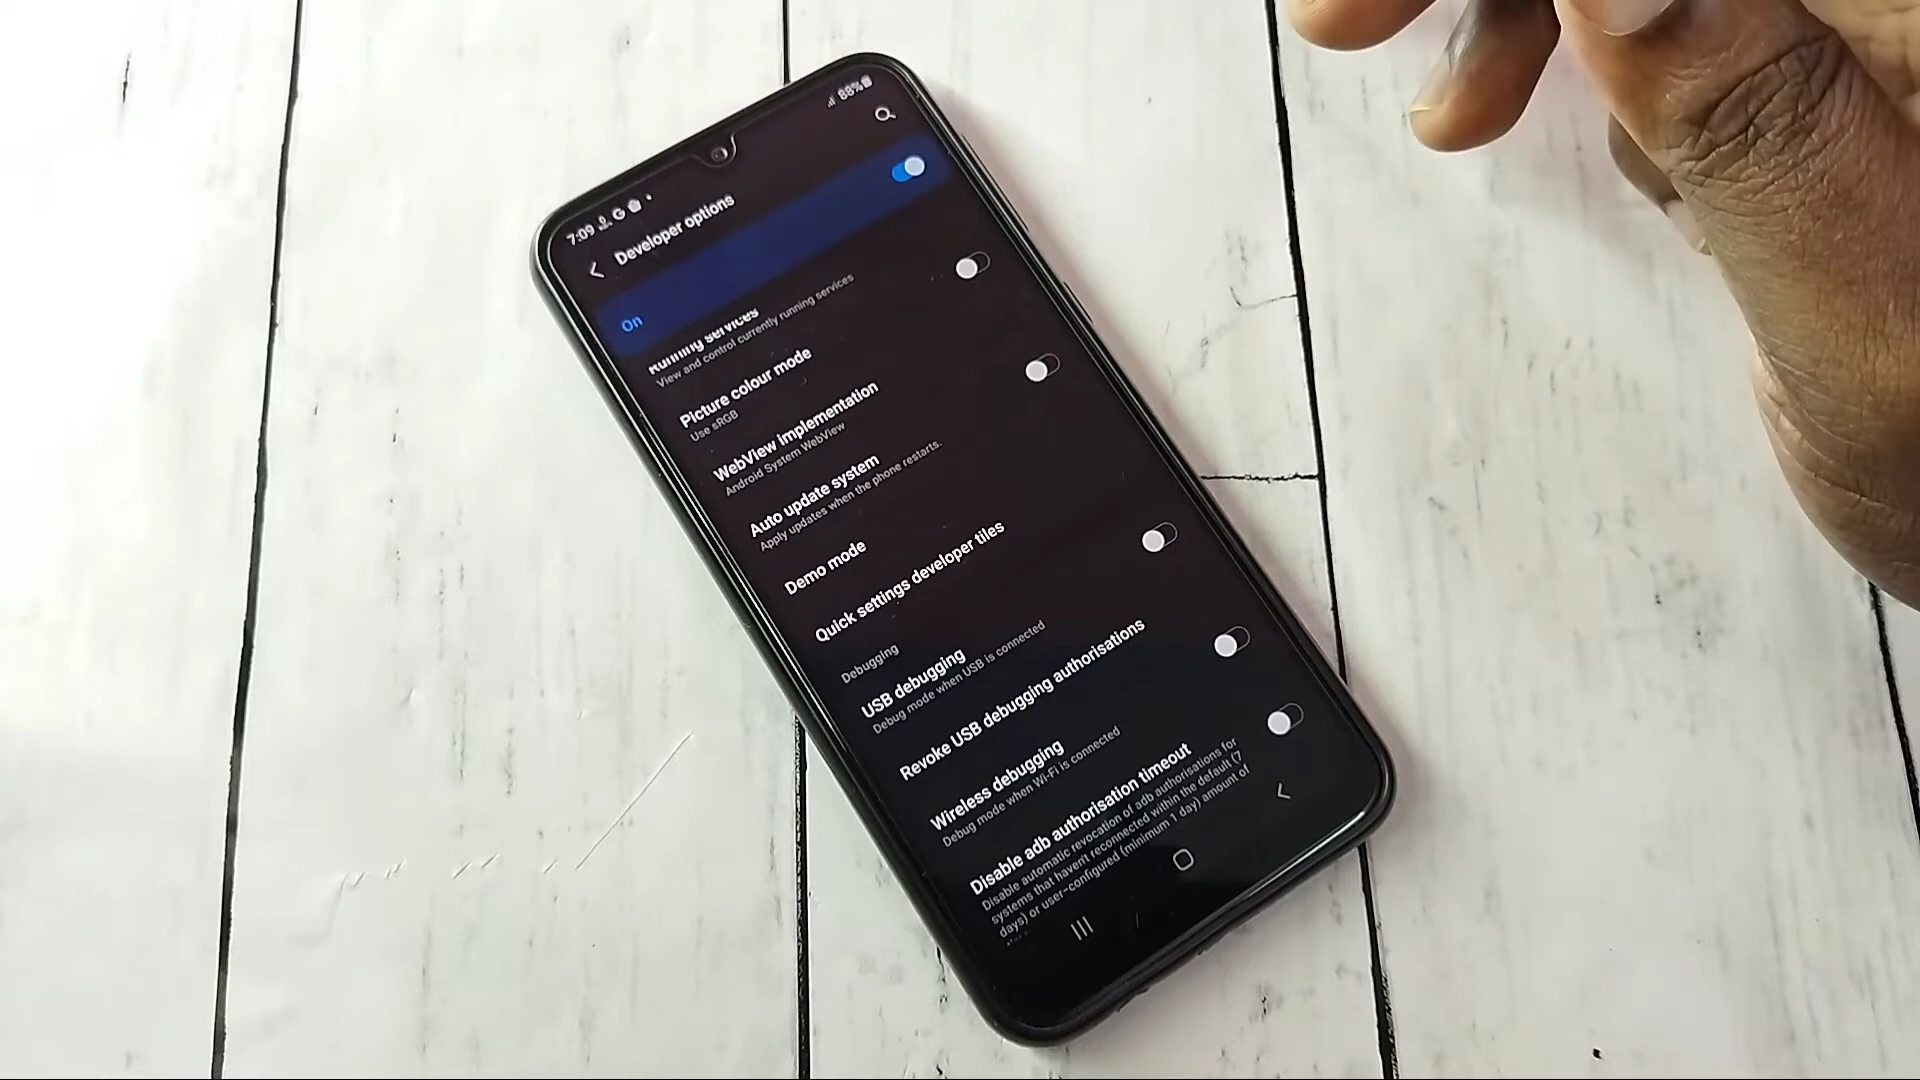 7:09 G
88%
Developer options
On
Running services
View and control currently running services
Picture colour mode
Use sRGB
WebView implementation
Android System WebView
Auto update system
Apply updates when the phone restarts.
Demo mode
Quick settings developer tiles
Debugging
USB debugging
Debug mode when USB is connected
Revoke USB debugging authorisations
Wireless debugging
Debug mode when Wi-Fi is connected
Disable adb authorisation timeout
Disable automatic revocation of adb authorisations for
systems that haven't reconnected within the default (7
days) or user-configured (minimum 1 day) amount of